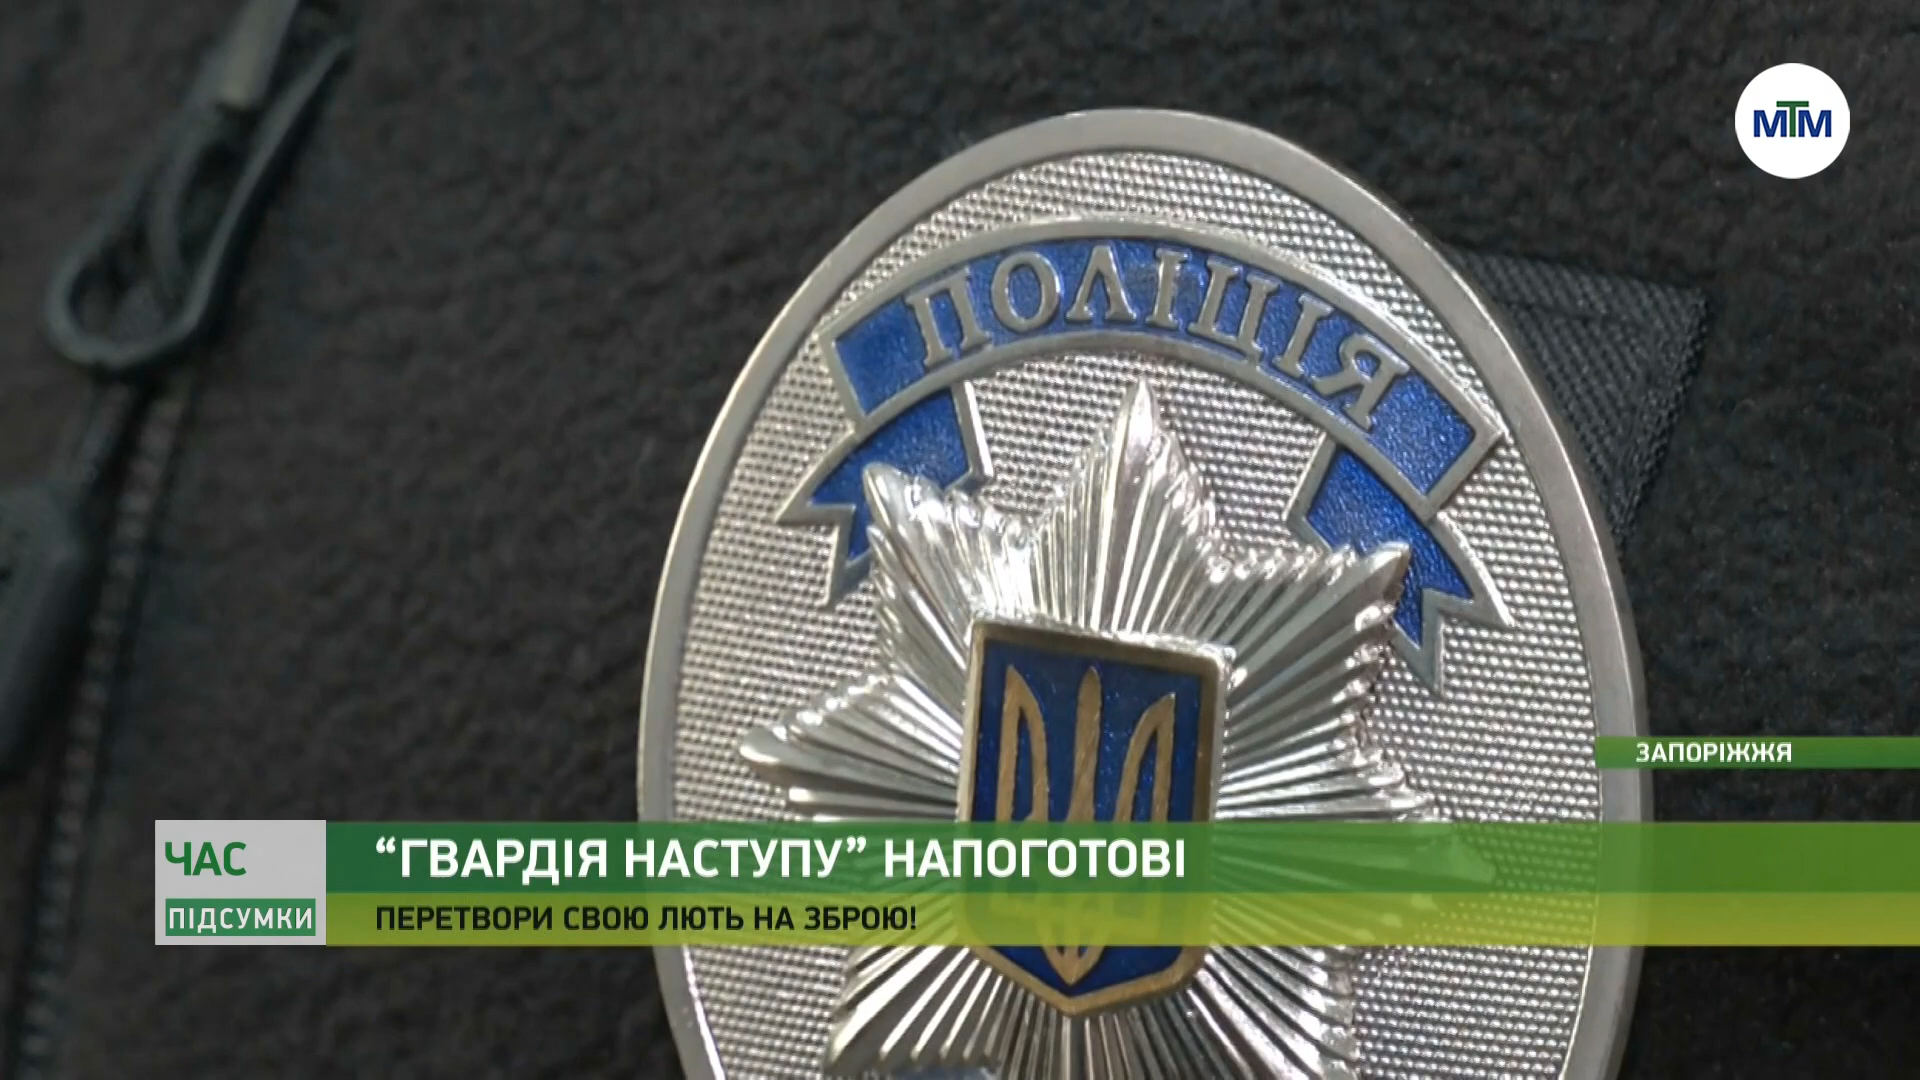 МТМ
ПОЛІЦІЯ
ЗАПОРІЖЖЯ
ЧАС
ПІДСУМКИ
“ГВАРДІЯ НАСТУПУ” НАПОГОТОВІ
ПЕРЕТВОРИ СВОЮ ЛЮТЬ НА ЗБРОЮ!